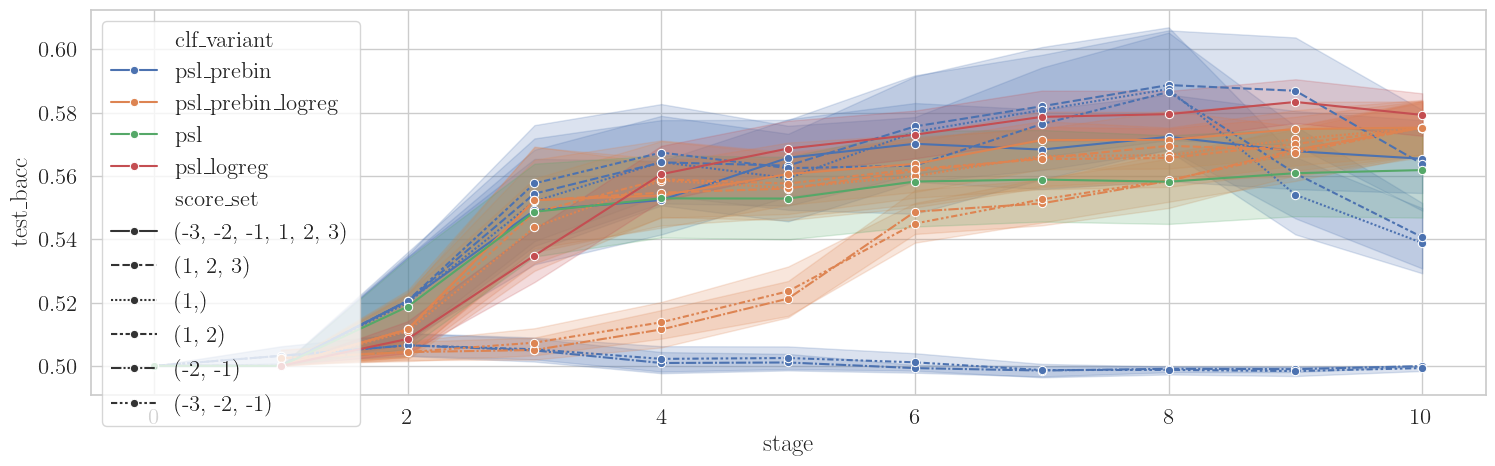 clf_variant
psl_prebin
psl_prebin_logreg
psl
psl_logreg
score_set
(-3, -2, -1, 1, 2, 3)
(1, 2, 3)
(1,)
(1, 2)
(-2, -1)
(-3, -2, -1)
test_bacc
0.60
0.58
0.56
0.54
0.52
0.50
0
2
4
6
8
10
stage